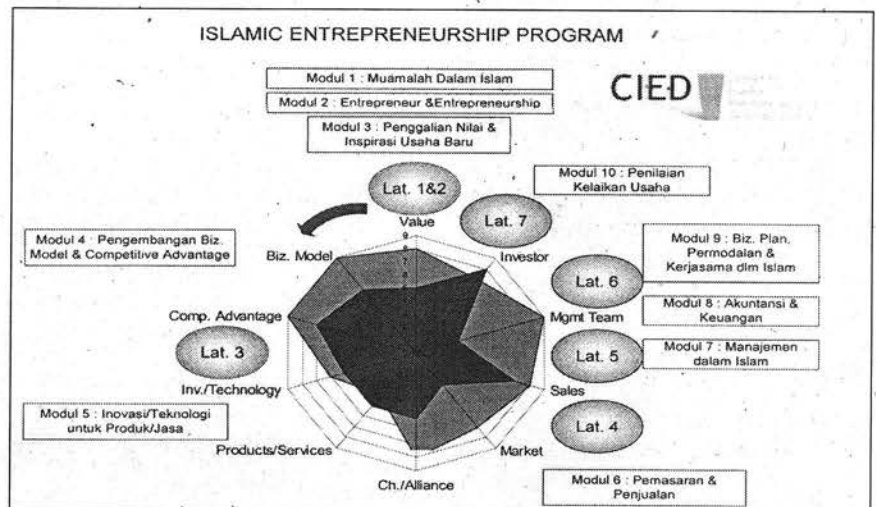 ISLAMIC ENTREPRENEURSHIP PROGRAM
Modul 1 : Muamalah Dalam Islam
Modul 2 : Entrepreneur &Entrepreneurship
Modul 3 : Penggalian Nilai &
Inspirasi Usaha Baru
CIED
Modul 10 : Penilaian
Kelaikan Usaha
Lat. 1&2
Lat. 7
Value
Investor
Modul 4 : Pengembangan Biz.
Model & Competitive Advantage
Biz. Model
9
8
7
Modul 9 : Biz. Plan,
Permodalan &
Kerjasama dlm Islam
Lat. 6
Modul 8 : Akuntansi &
Keuangan
Comp. Advantage
Mgmt Team
Lat. 3
Lat. 5
Modul 7 : Manajemen
dalam Islam
Inv./Technology
Sales
Modul 5 : Inovasi/Teknologi
untuk Produk/Jasa
Lat. 4
Products/Services
Market
Ch./Alliance
Modul 6 : Pemasaran &
Penjualan